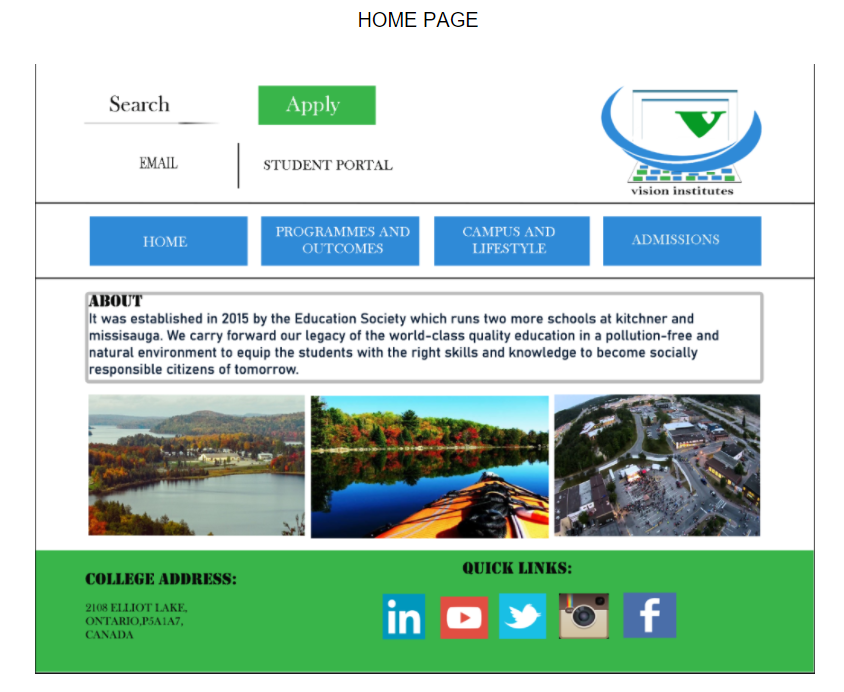 HOME PAGE
Search
Apply
EMAIL
STUDENT PORTAL
V
vision institutes
HOME
PROGRAMMES AND
OUTCOMES
CAMPUS AND
LIFESTYLE
ADMISSIONS
ABOUT
It was established in 2015 by the Education Society which runs two more schools at kitchner and
missisauga. We carry forward our legacy of the world-class quality education in a pollution-free and
natural environment to equip the students with the right skills and knowledge to become socially
responsible citizens of tomorrow.
COLLEGE ADDRESS:
2108 ELLIOT LAKE,
ONTARIO,P5A1A7,
CANADA
QUICK LINKS:
in
f